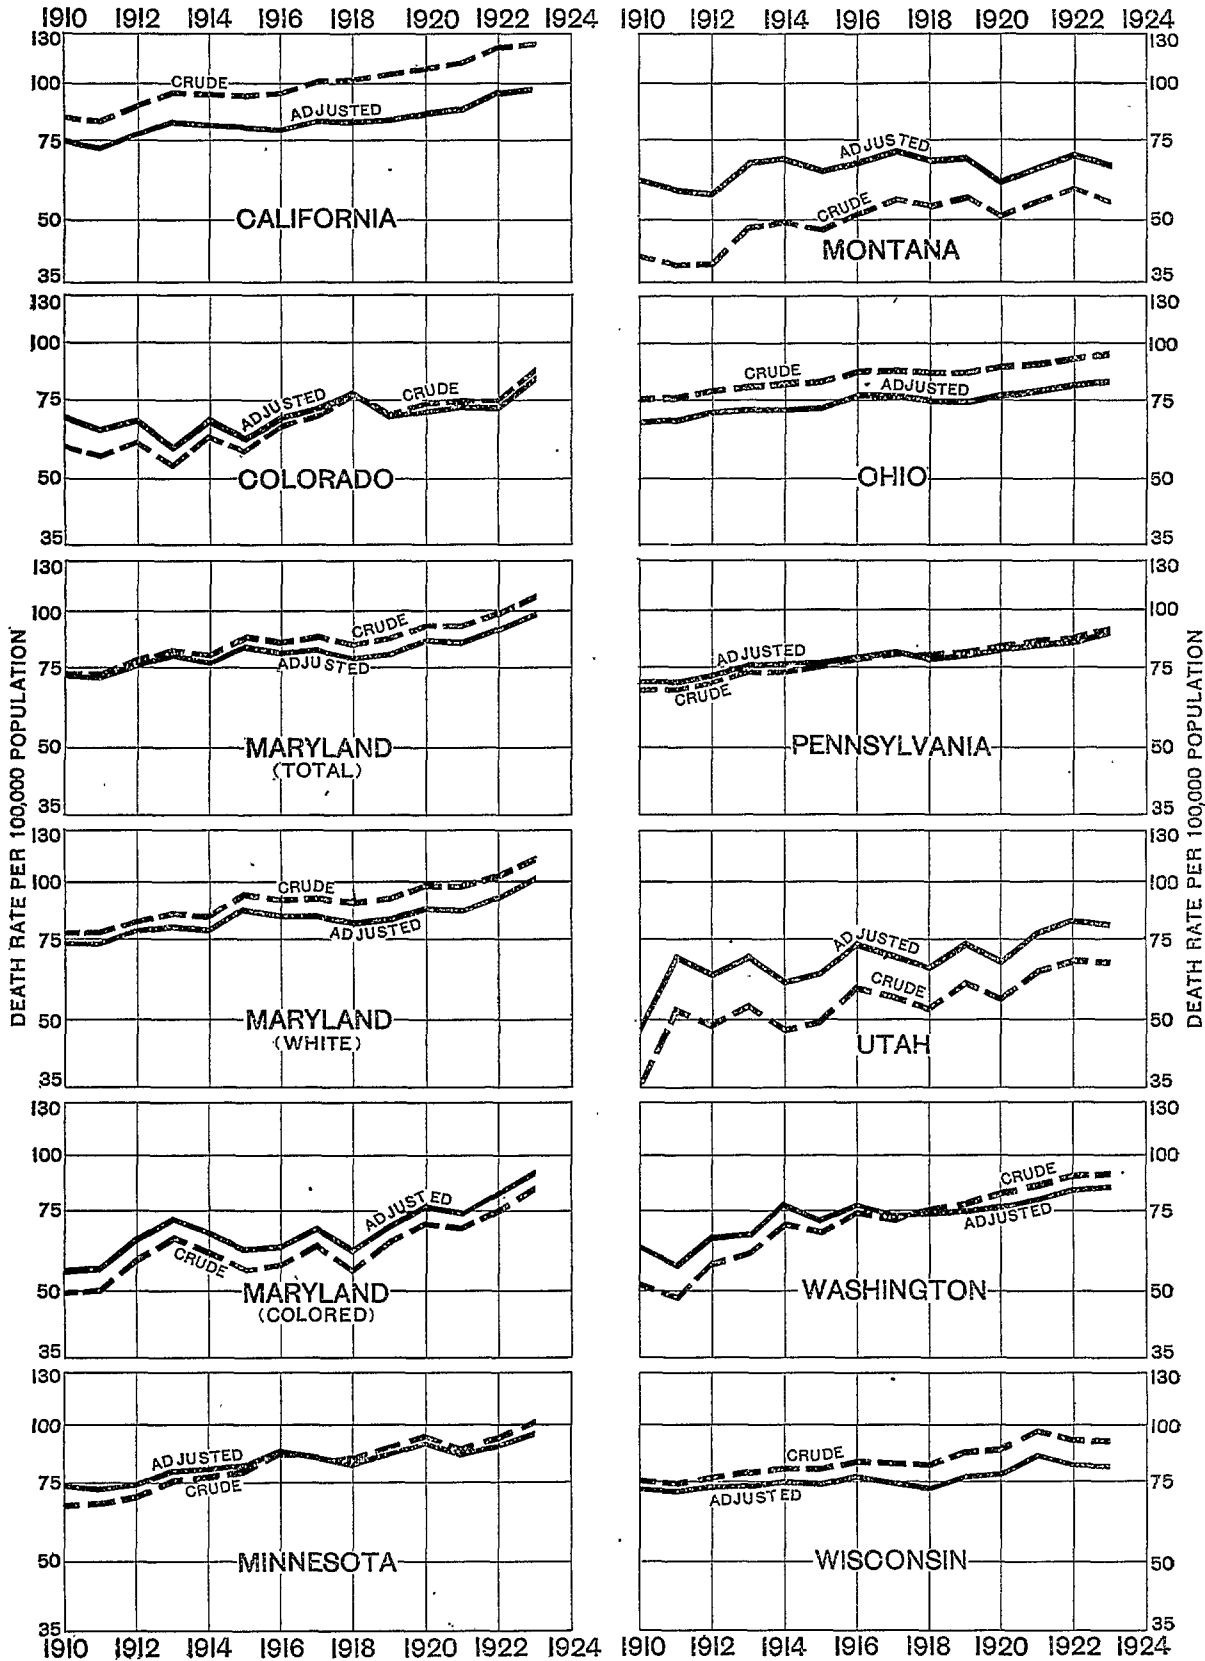 1910 1912 1914 1916 1918 1920 1922 1924
130
100
75
50
35
CRUDE
ADJUSTED
CALIFORNIA
130
100
75
50
35
ADJUSTED
CRUDE
COLORADO
130
100
75
50
35
CRUDE
ADJUSTED
MARYLAND
(TOTAL)
130
100
75
50
35
CRUDE
ADJUSTED
MARYLAND
(WHITE)
130
100
75
50
35
ADJUSTED
CRUDE
MARYLAND
(COLORED)
130
100
75
50
35
ADJUSTED
CRUDE
MINNESOTA
1910 1912 1914 1916 1918 1920 1922 1924
DEATH RATE PER 100,000 POPULATION
1910 1912 1914 1916 1918 1920 1922 1924
130
100
75
50
35
ADJUSTED
CRUDE
MONTANA
130
100
75
50
35
CRUDE
ADJUSTED
OHIO
130
100
75
50
35
ADJUSTED
CRUDE
PENNSYLVANIA
130
100
75
50
35
ADJUSTED
CRUDE
UTAH
130
100
75
50
35
CRUDE
ADJUSTED
WASHINGTON
130
100
75
50
35
CRUDE
ADJUSTED
WISCONSIN
1910 1912 1914 1916 1918 1920 1922 1924
DEATH RATE PER 100,000 POPULATION